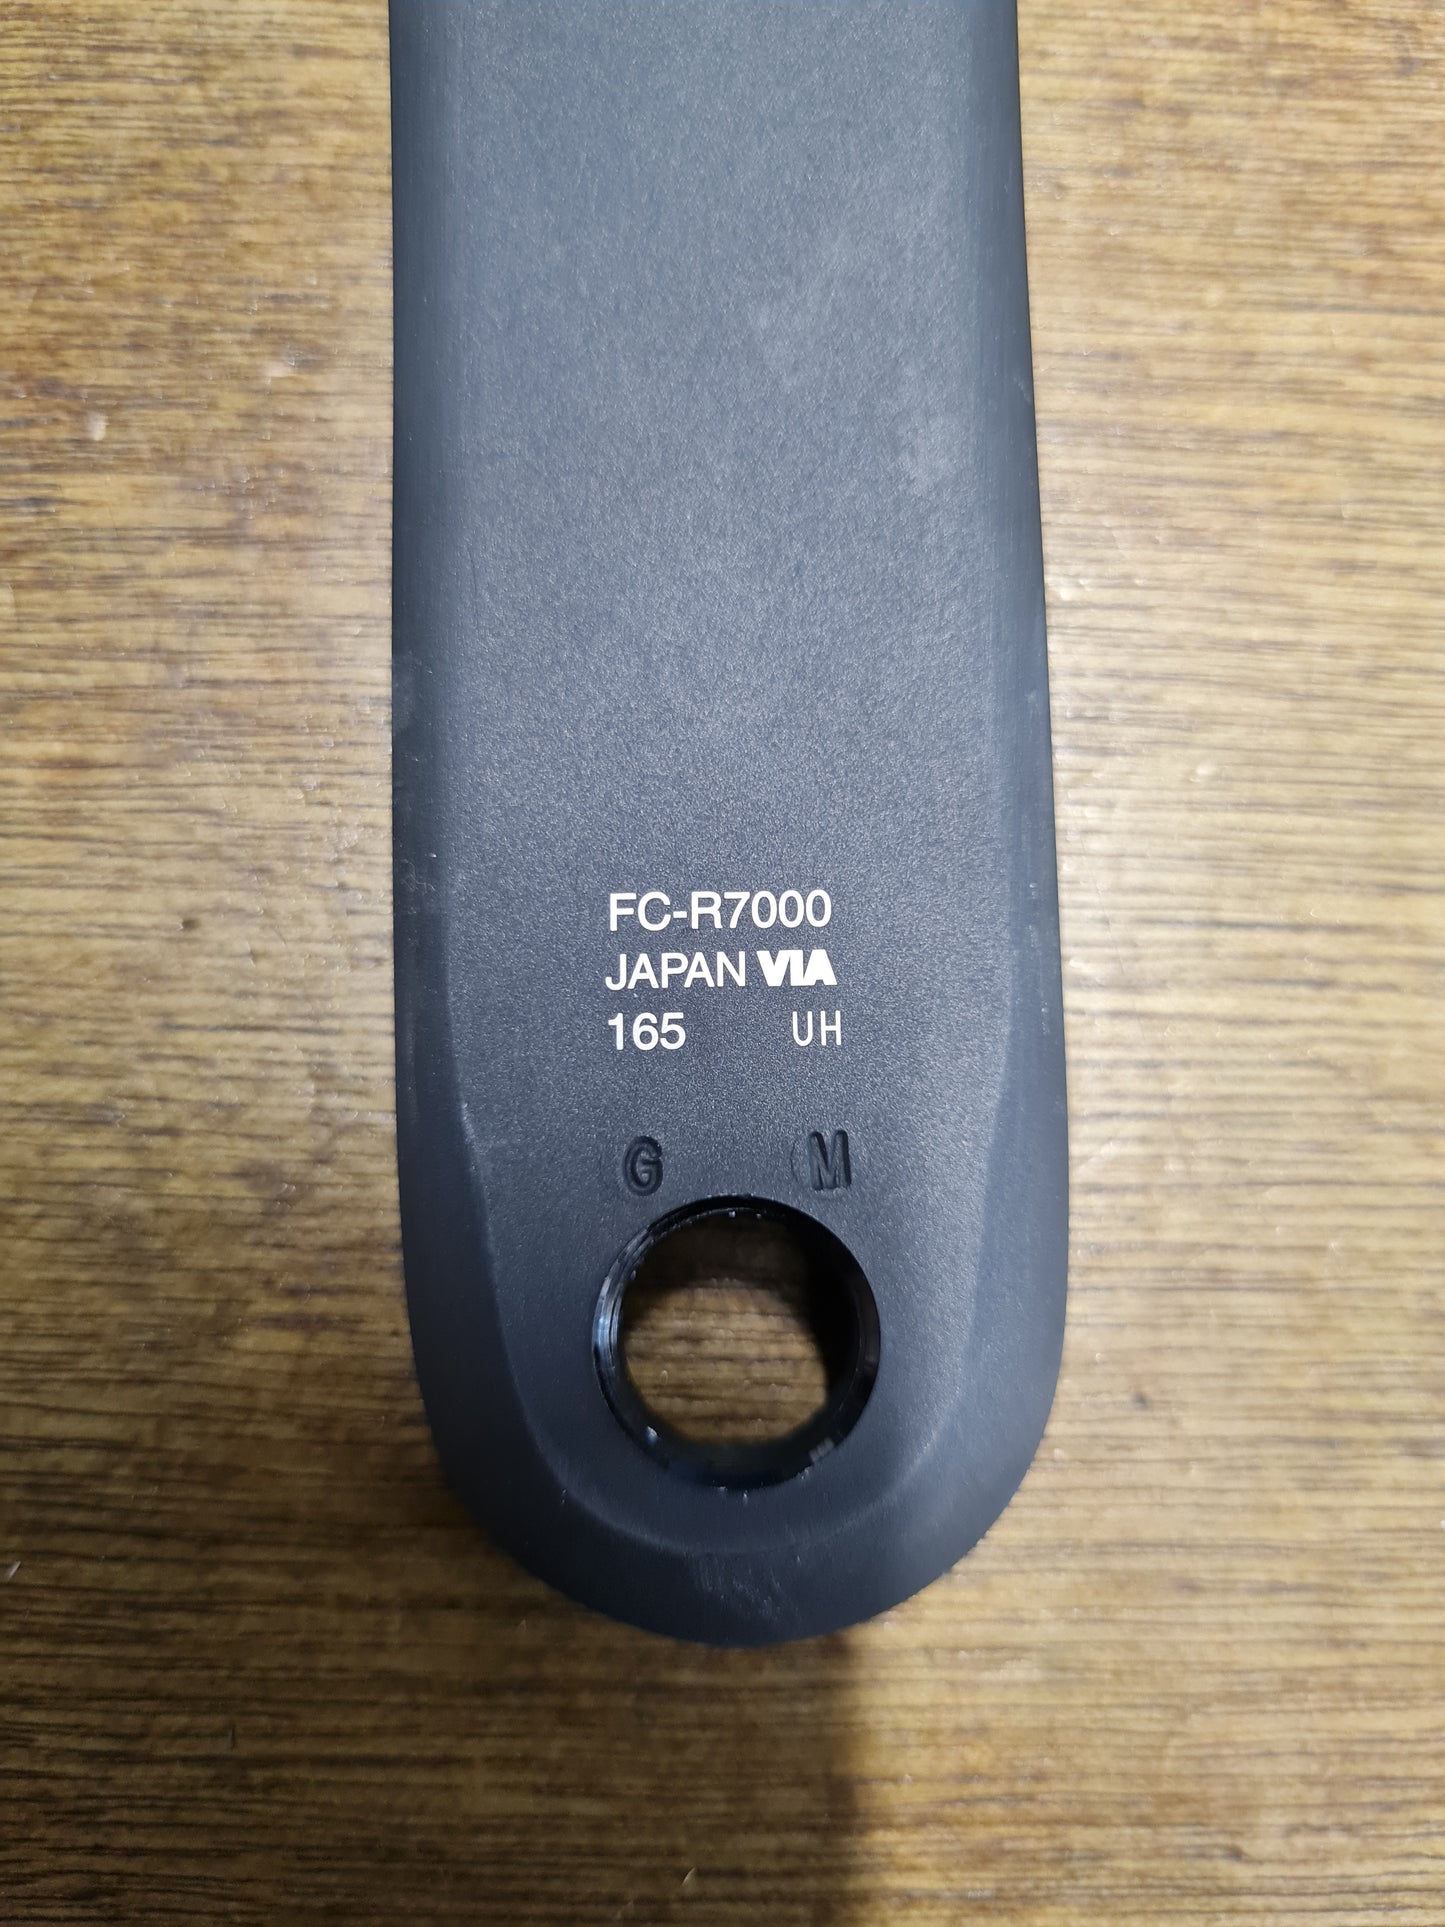 FC-R7000
JAPAN VIA
165 UH
G M